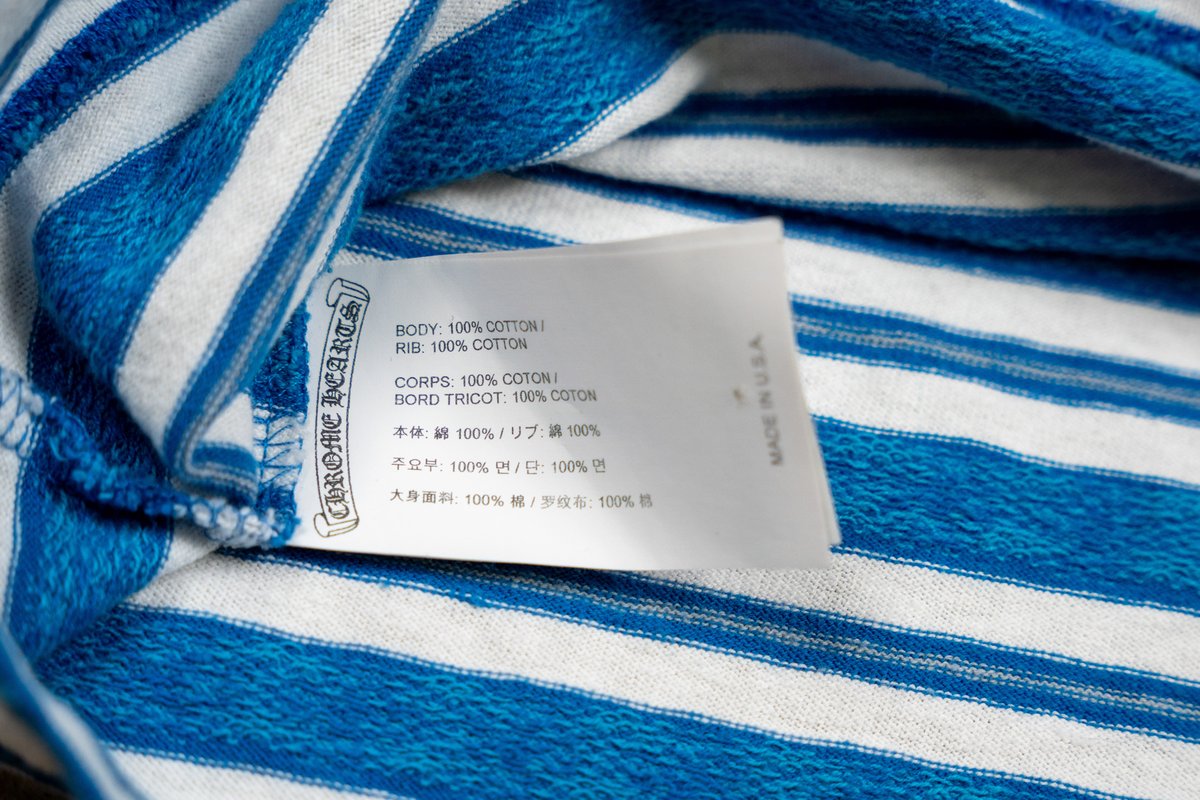 CHROME HEARTS
BODY: 100% COTTON /
RIB: 100% COTTON
CORPS: 100% COTON /
BORD TRICOT: 100% COTON
本体: 綿 100% / リブ: 綿 100%
주요부: 100% 면 / 단: 100% 면
大身面料: 100% 棉 / 罗纹布: 100% 棉
MADE IN U.S.A.